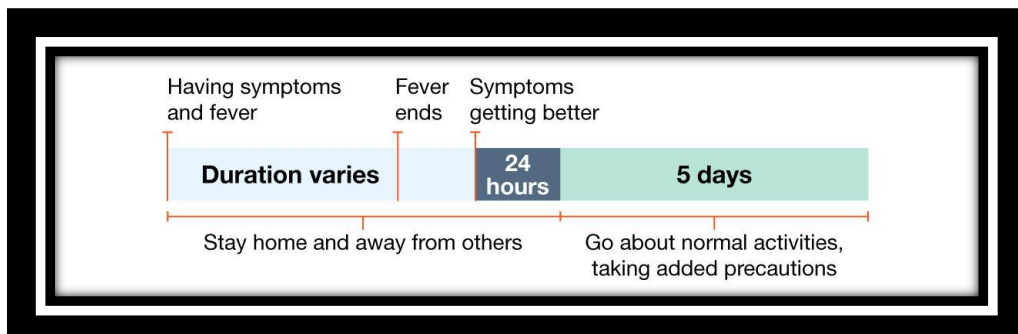 Having symptoms
and fever
Fever
ends
Symptoms
getting better
Duration varies
24
hours
5 days
Stay home and away from others
Go about normal activities,
taking added precautions